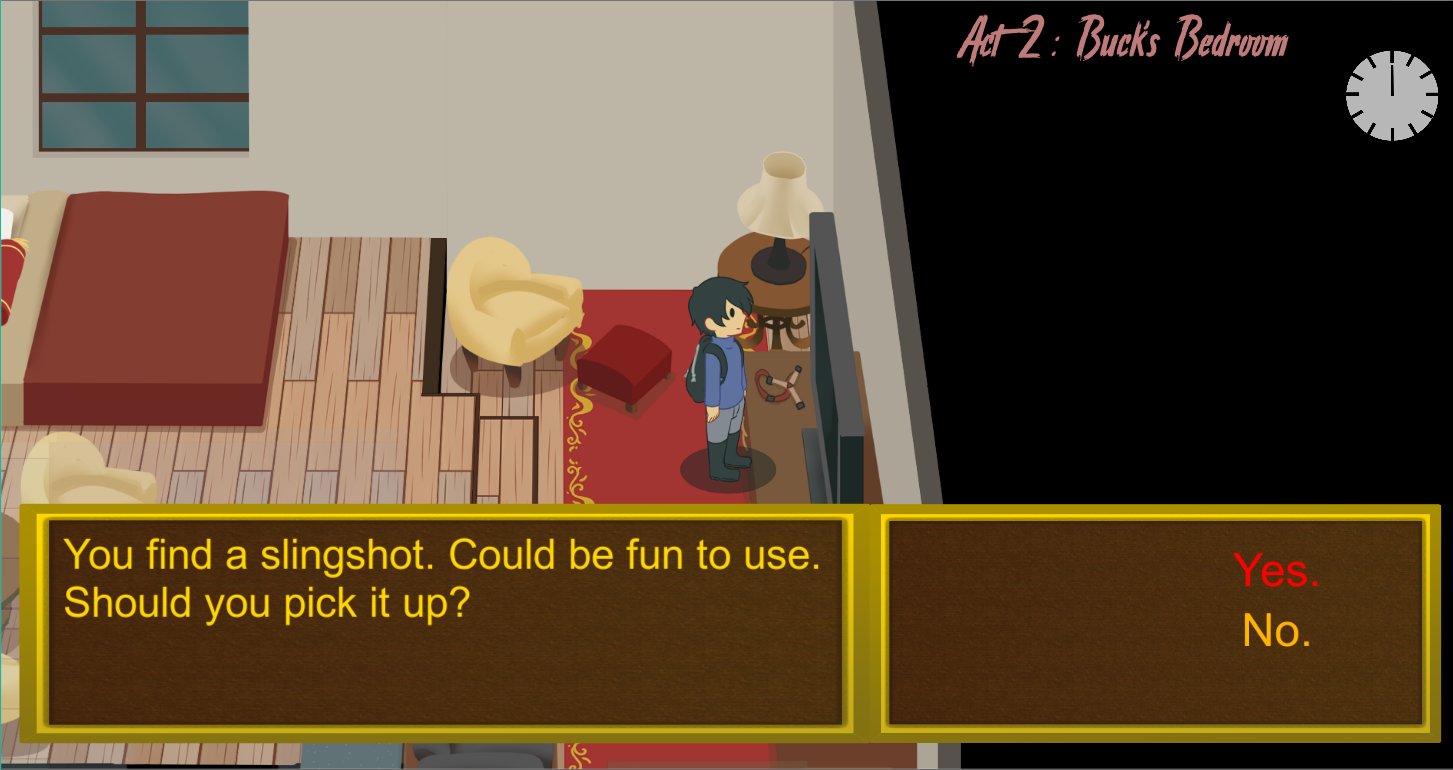 Act 2 : Buck's Bedroom
You find a slingshot. Could be fun to use.
Should you pick it up?
Yes.
No.